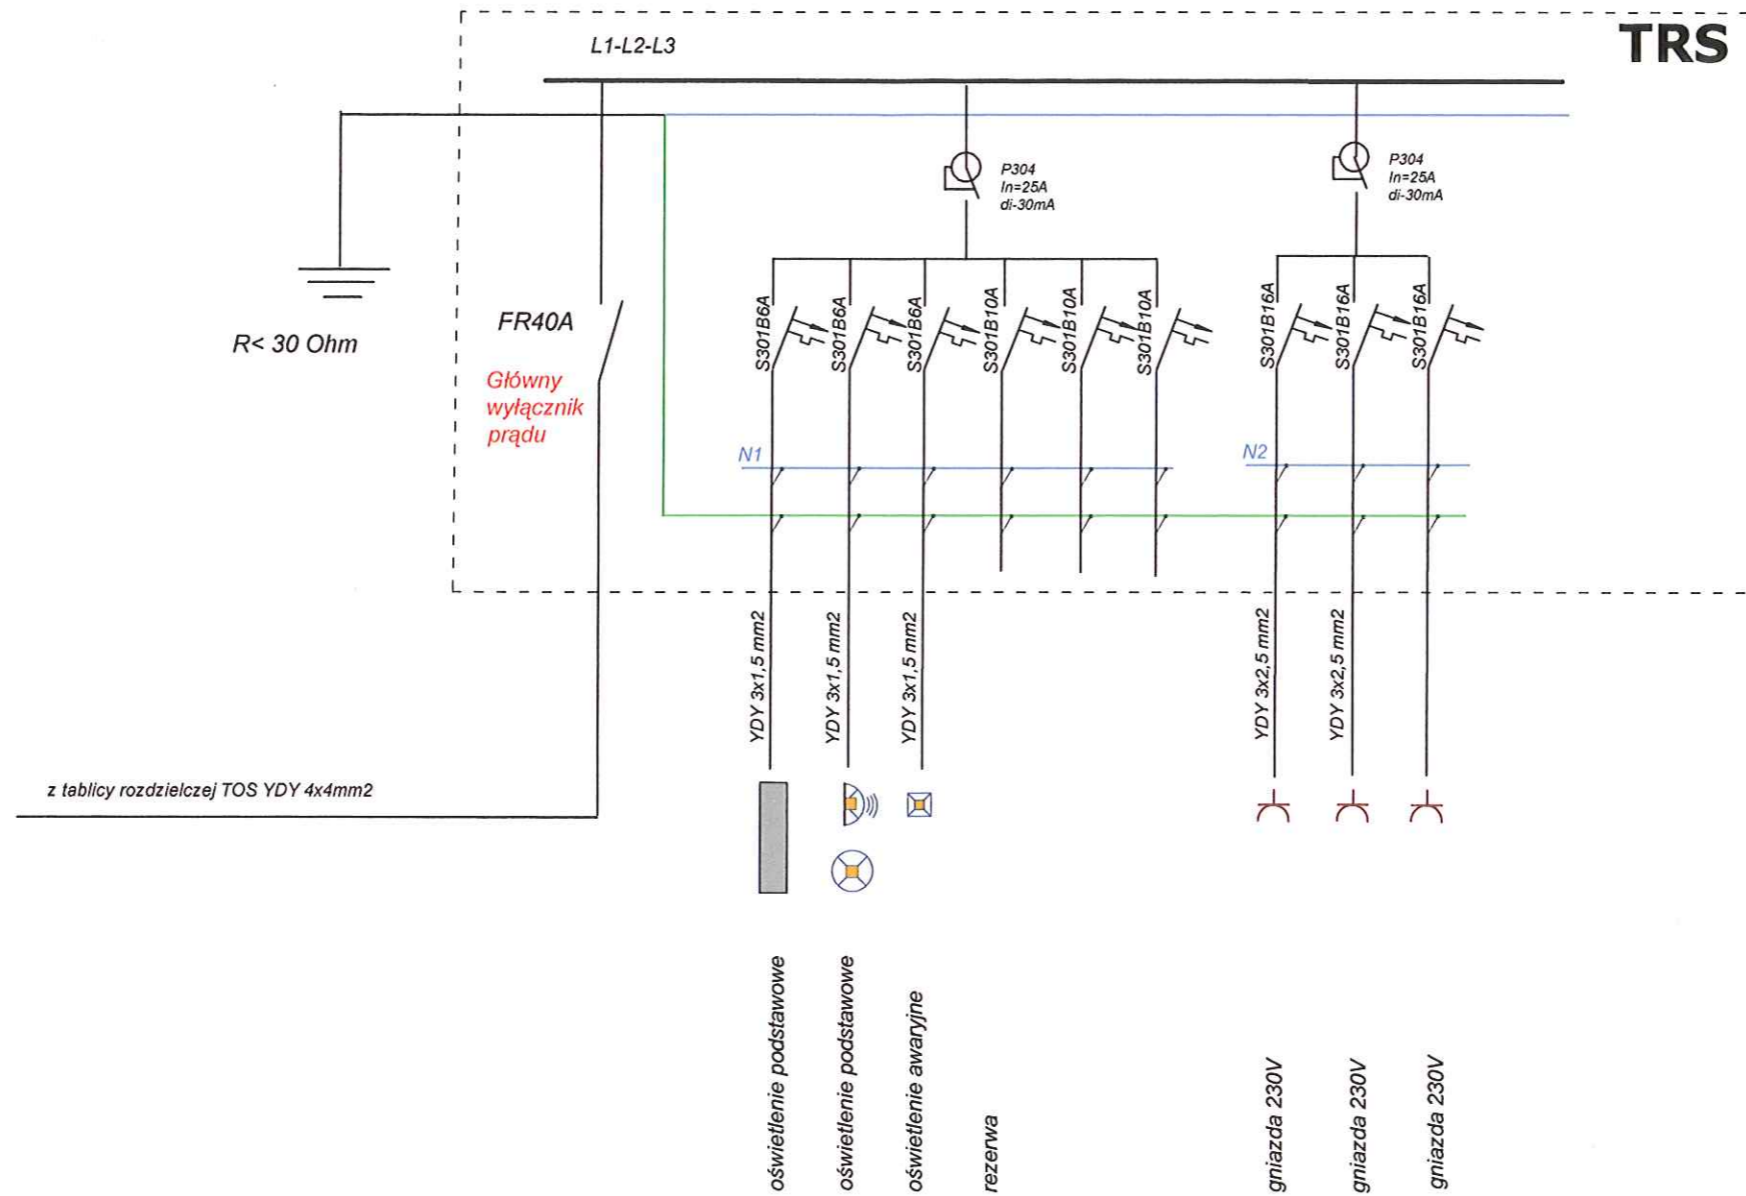 TRS
L1-L2-L3
P304
In=25A
di-30mA
P304
In=25A
di-30mA
FR40A
Główny
wyłącznik
prądu
R< 30 Ohm
S301B6A
S301B6A
S301B6A
S301B10A
S301B10A
S301B10A
S301B16A
S301B16A
S301B16A
N1
N2
YDY 3x1,5 mm2
YDY 3x1,5 mm2
YDY 3x1,5 mm2
YDY 3x2,5 mm2
YDY 3x2,5 mm2
z tablicy rozdzielczej TOS YDY 4x4mm2
oświetlenie podstawowe
oświetlenie podstawowe
oświetlenie awaryjne
rezerwa
gniazda 230V
gniazda 230V
gniazda 230V